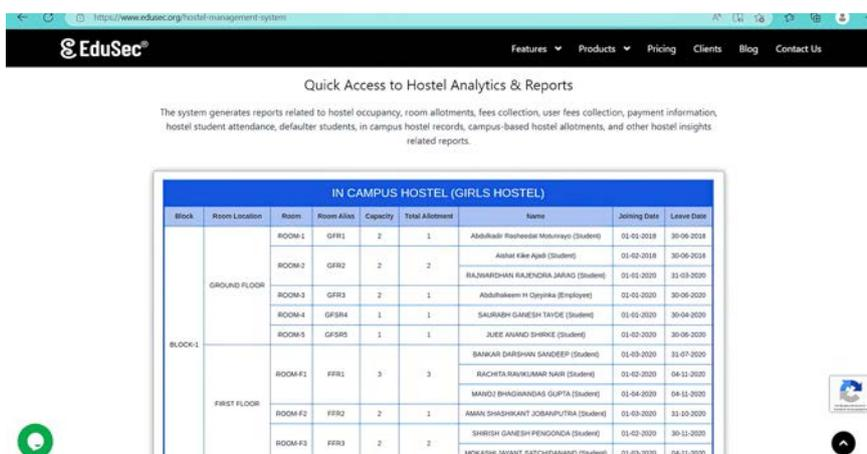 https://www.edusec.org/hostel-management-system
EduSec®
Features Products Pricing Clients Blog Contact Us
Quick Access to Hostel Analytics & Reports
The system generates reports related to hostel occupancy, room allotments, fees collection, user fees collection, payment information,
hostel student attendance, defaulter students, in campus hostel records, campus-based hostel allotments, and other hostel insights
related reports.
IN CAMPUS HOSTEL (GIRLS HOSTEL)
Block Room Location Room Room Alias Capacity Total Allotment Name Joining Date Leave Date
BLOCK-1
GROUND FLOOR
ROOM-1 GFR1 2 1 Abdulkadir Rasheedat Motunrayo (Student) 01-01-2018 30-06-2018
ROOM-2 GFR2 2 2 Aishat Kike Ajadi (Student) 01-02-2018 30-06-2018
RAJWARDHAN RAJENDRA JARAG (Student) 01-01-2020 31-03-2020
ROOM-3 GFR3 2 1 Abdulhakeem H Ojeyinka (Employee) 01-01-2020 30-06-2020
ROOM-4 GFSR4 1 1 SAURABH GANESH TAYDE (Student) 01-01-2020 30-04-2020
ROOM-5 GFSR5 1 1 JUEE ANAND SHIRKE (Student) 01-02-2020 30-06-2020
FIRST FLOOR
ROOM-F1 FFR1 3 3 BANKAR DARSHAN SANDEEP (Student) 01-03-2020 31-07-2020
RACHITA RAVIKUMAR NAIR (Student) 01-02-2020 04-11-2020
MANOJ BHAGWANDAS GUPTA (Student) 01-04-2020 04-11-2020
ROOM-F2 FFR2 2 1 AMAN SHASHIKANT JOBANPUTRA (Student) 01-03-2020 31-10-2020
ROOM-F3 FFR3 2 2 SHIRISH GANESH PENGONDA (Student) 01-02-2020 30-11-2020
MOKASHI JAYANT SATCHIDANAND (Student) 01-03-2020 04-11-2020